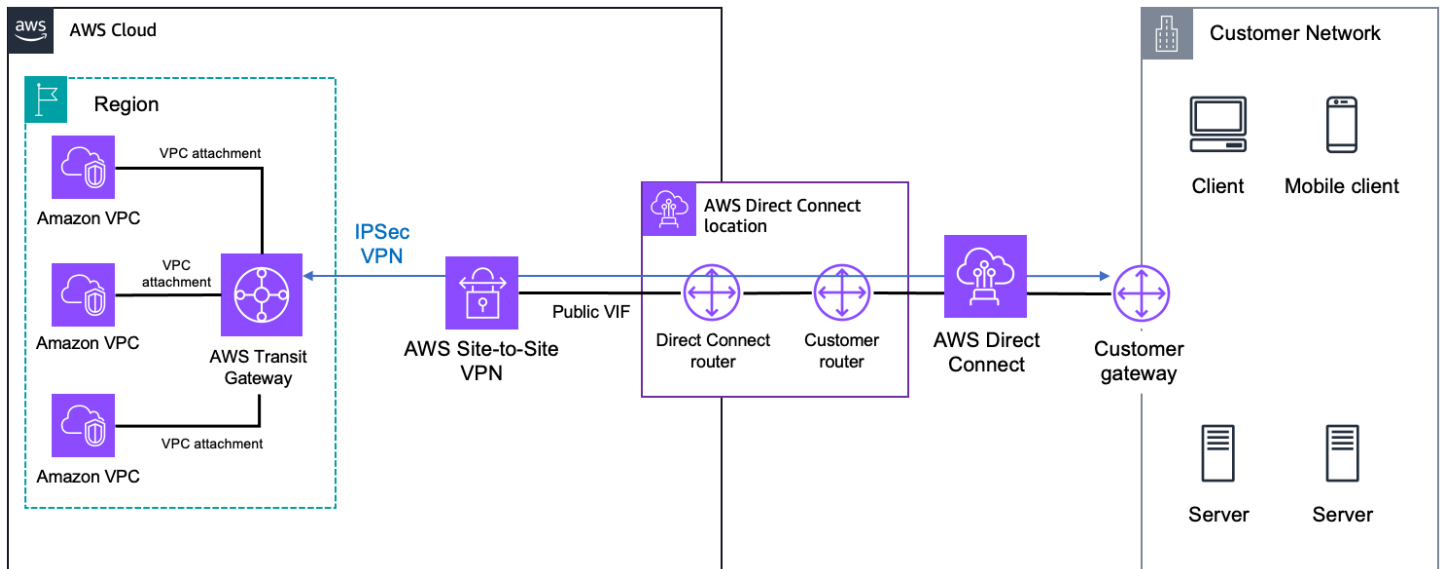 aws
AWS Cloud
Customer Network
Region
VPC attachment
Amazon VPC
VPC
attachment
Amazon VPC
AWS Transit
Gateway
VPC attachment
Amazon VPC
IPSec
VPN
AWS Site-to-Site
VPN
Public VIF
AWS Direct Connect
location
Direct Connect
router
Customer
router
AWS Direct
Connect
Customer
gateway
Client
Mobile client
Server
Server